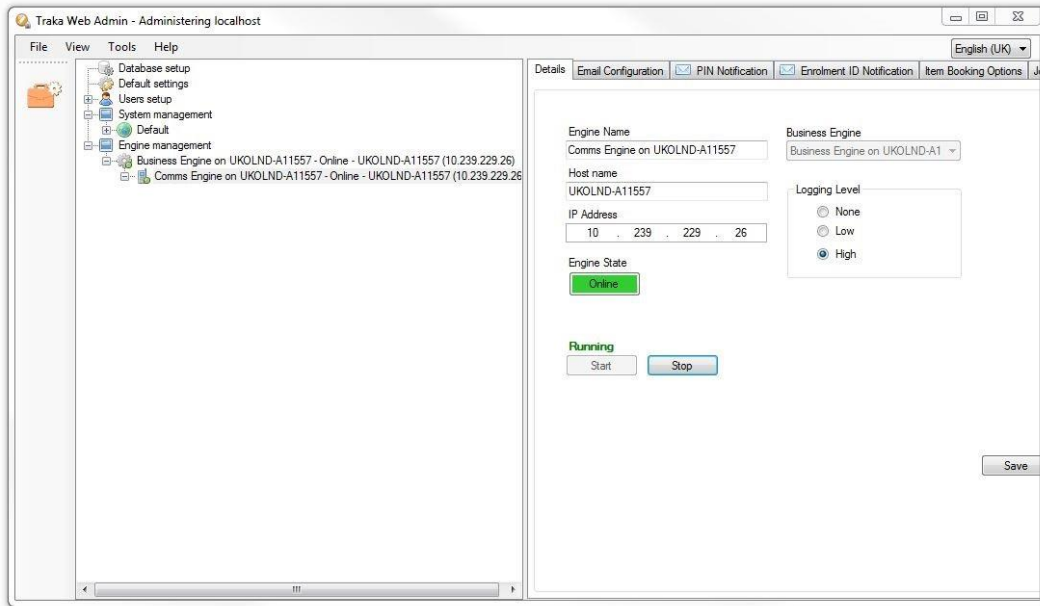 Traka Web Admin - Administering localhost
File View Tools Help
English (UK)
Database setup
Default settings
Users setup
System management
Default
Engine management
Business Engine on UKOLND-A11557 - Online - UKOLND-A11557 (10.239.229.26)
Comms Engine on UKOLND-A11557 - Online - UKOLND-A11557 (10.239.229.26
Details Email Configuration PIN Notification Enrolment ID Notification Item Booking Options
Engine Name
Comms Engine on UKOLND-A11557
Business Engine
Business Engine on UKOLND-A1
Host name
UKOLND-A11557
IP Address
10 . 239 . 229 . 26
Logging Level
None
Low
High
Engine State
Online
Running
Start Stop
Save